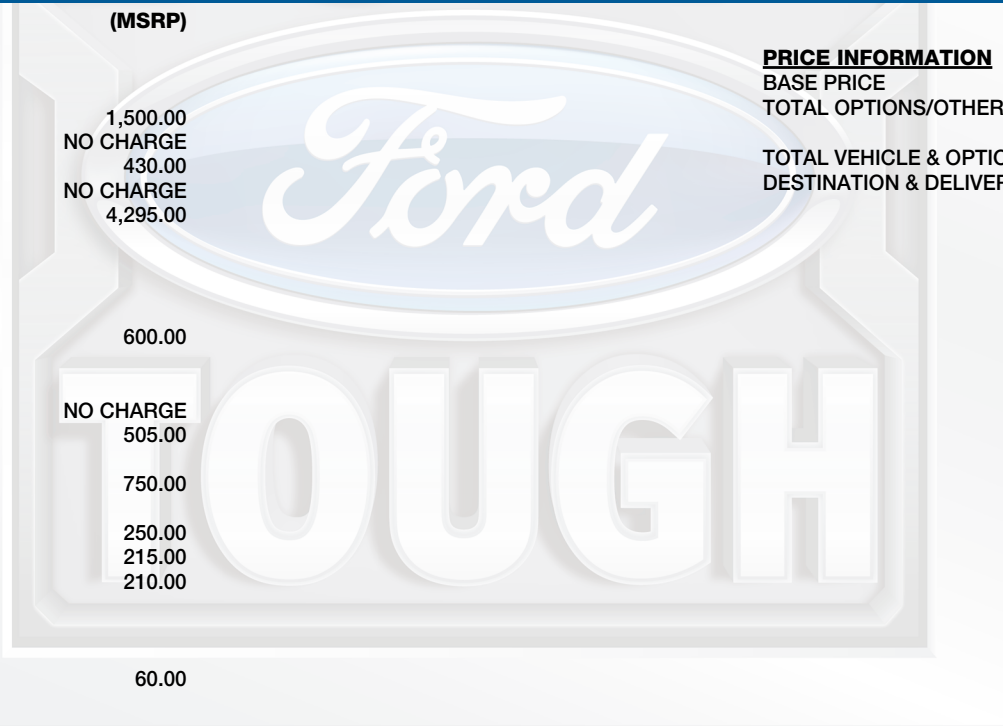 (MSRP)
1,500.00
NO CHARGE
430.00
NO CHARGE
4,295.00
600.00
NO CHARGE
505.00
750.00
250.00
215.00
210.00
60.00
PRICE INFORMATION
BASE PRICE
TOTAL OPTIONS/OTHER
TOTAL VEHICLE & OPTIO
DESTINATION & DELIVER
Ford
TOUGH